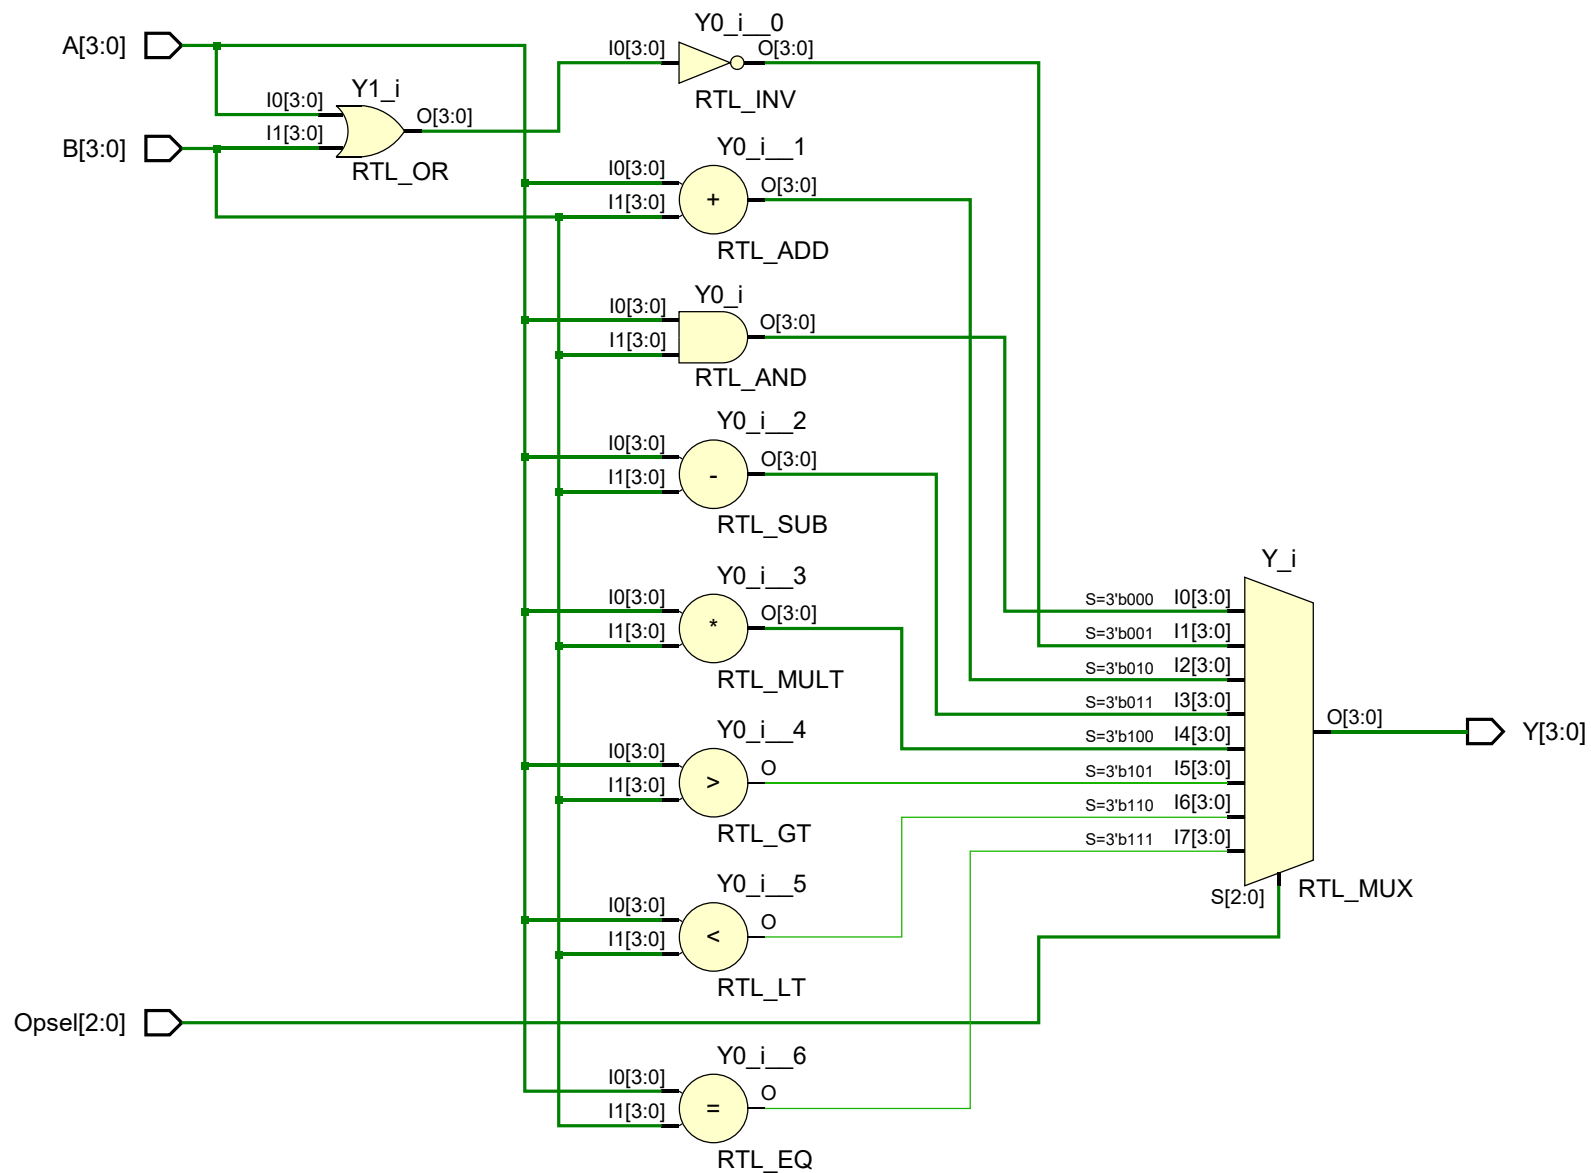 A[3:0]
B[3:0]
I0[3:0]
I1[3:0]
Y1_i
O[3:0]
RTL_OR
Y0_i__0
I0[3:0]
O[3:0]
RTL_INV
Y0_i__1
I0[3:0]
I1[3:0]
+
O[3:0]
RTL_ADD
Y0_i
I0[3:0]
I1[3:0]
O[3:0]
RTL_AND
Y0_i__2
I0[3:0]
I1[3:0]
-
O[3:0]
RTL_SUB
Y0_i__3
I0[3:0]
I1[3:0]
*
O[3:0]
RTL_MULT
Y0_i__4
I0[3:0]
I1[3:0]
>
O
RTL_GT
Y0_i__5
I0[3:0]
I1[3:0]
<
O
RTL_LT
Opsel[2:0]
Y0_i__6
I0[3:0]
I1[3:0]
=
O
RTL_EQ
Y_i
S=3'b000 I0[3:0]
S=3'b001 I1[3:0]
S=3'b010 I2[3:0]
S=3'b011 I3[3:0]
S=3'b100 I4[3:0]
S=3'b101 I5[3:0]
S=3'b110 I6[3:0]
S=3'b111 I7[3:0]
S[2:0]
RTL_MUX
O[3:0]
Y[3:0]